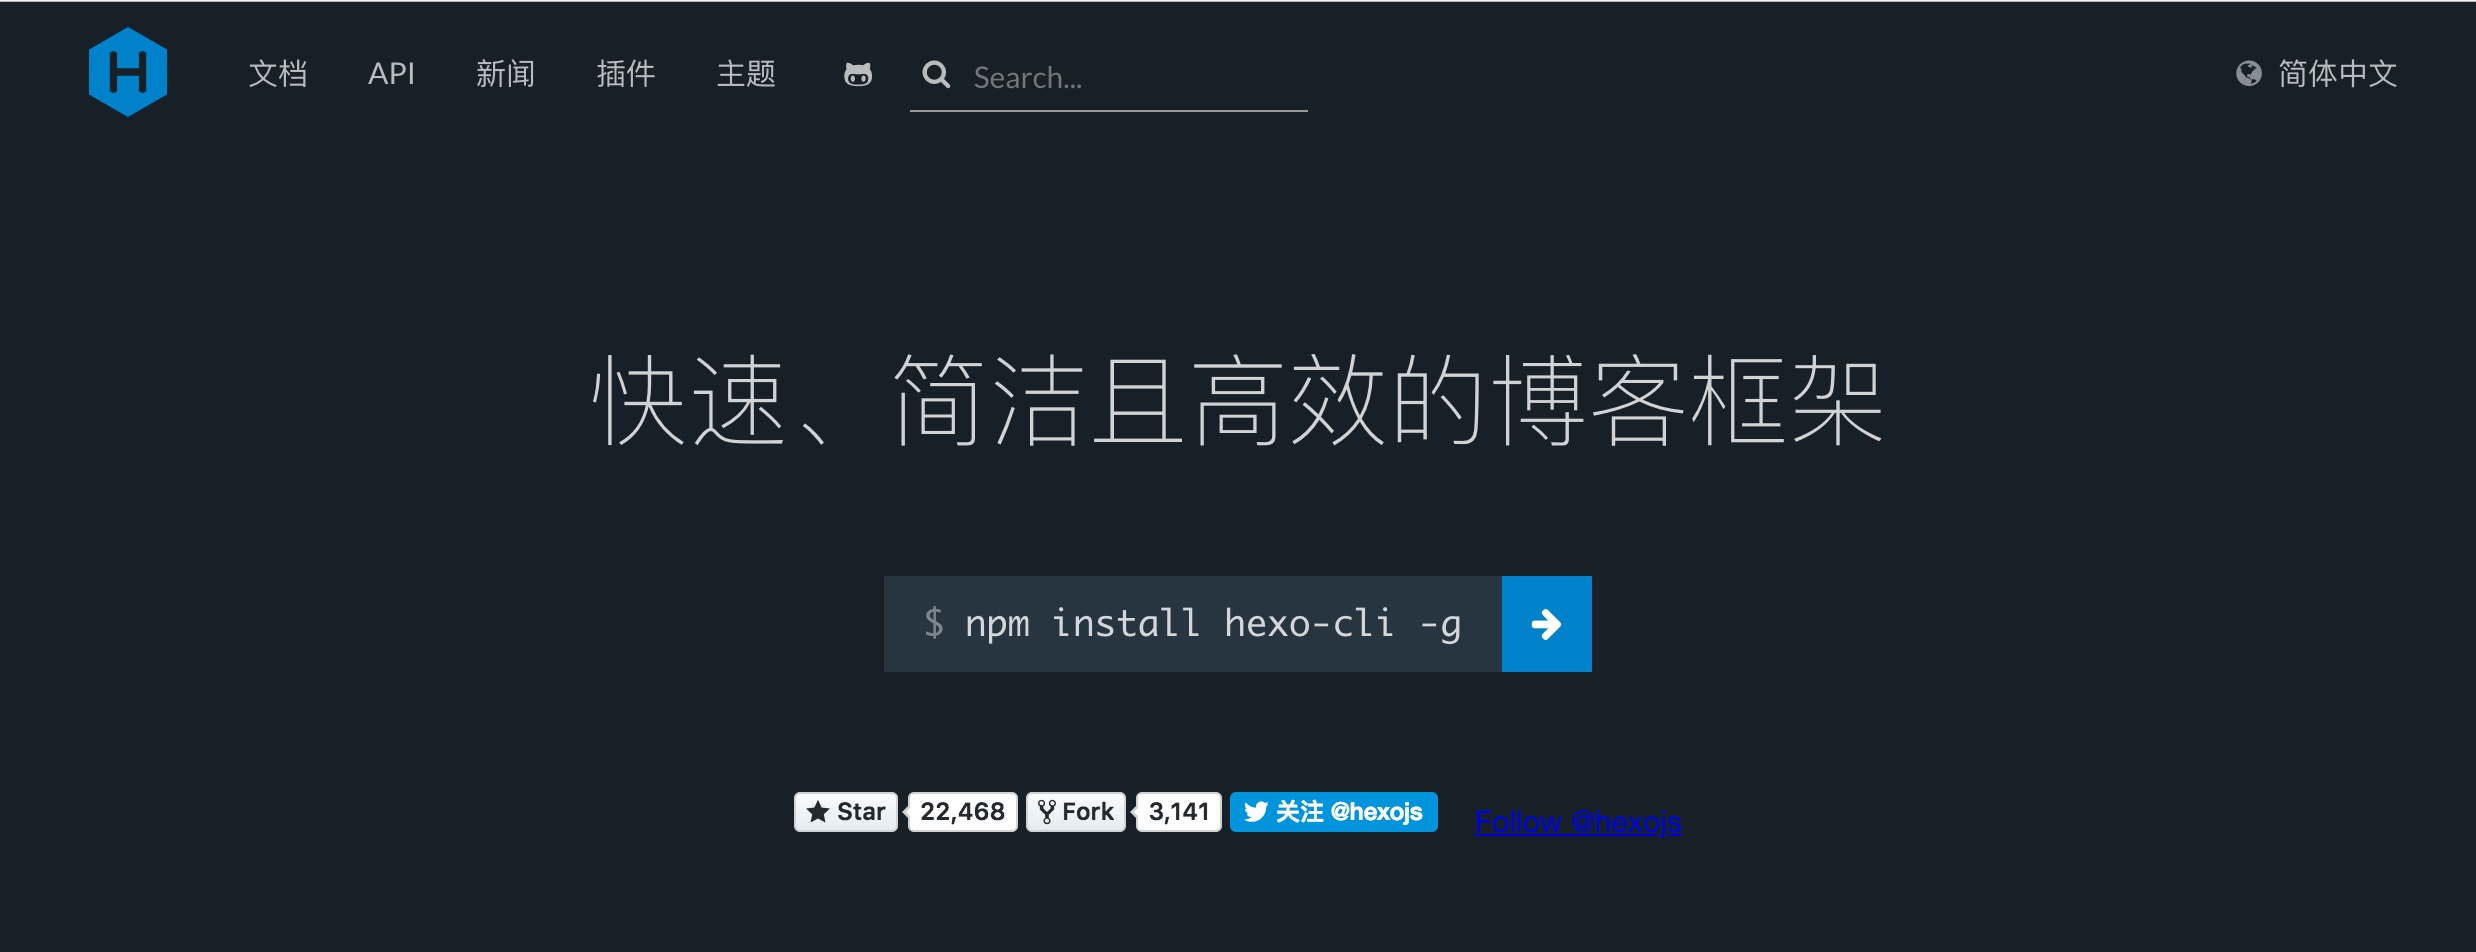 H 文档 API 新闻 插件 主题 Search... 简体中文
快速、简洁且高效的博客框架
$ npm install hexo-cli -g
Star 22,468 Fork 3,141 关注 @hexojs Follow @hexojs